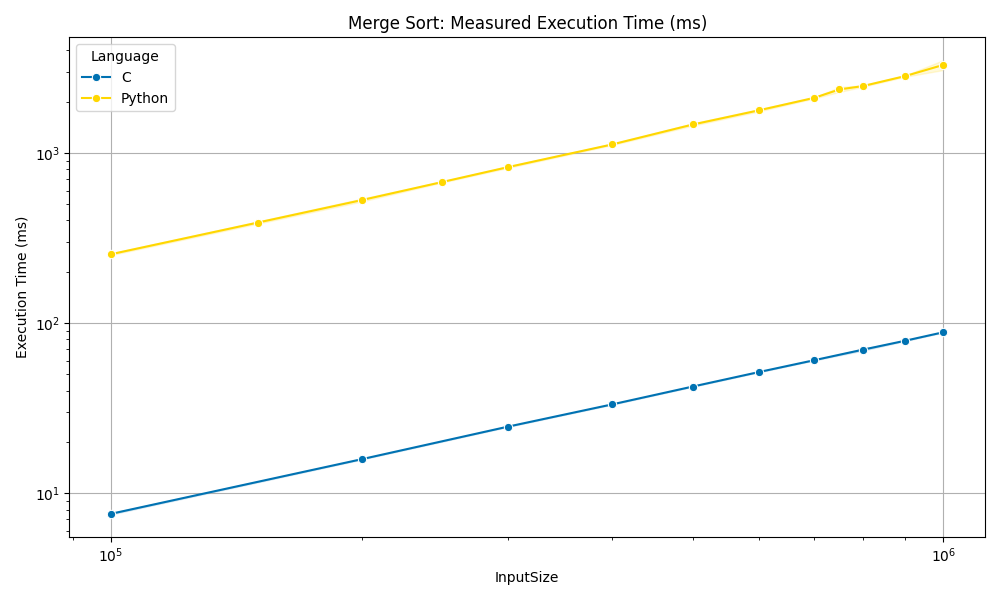 Merge Sort: Measured Execution Time (ms)
Language
C
Python
10³
10²
10¹
Execution Time (ms)
10⁵
10⁶
InputSize